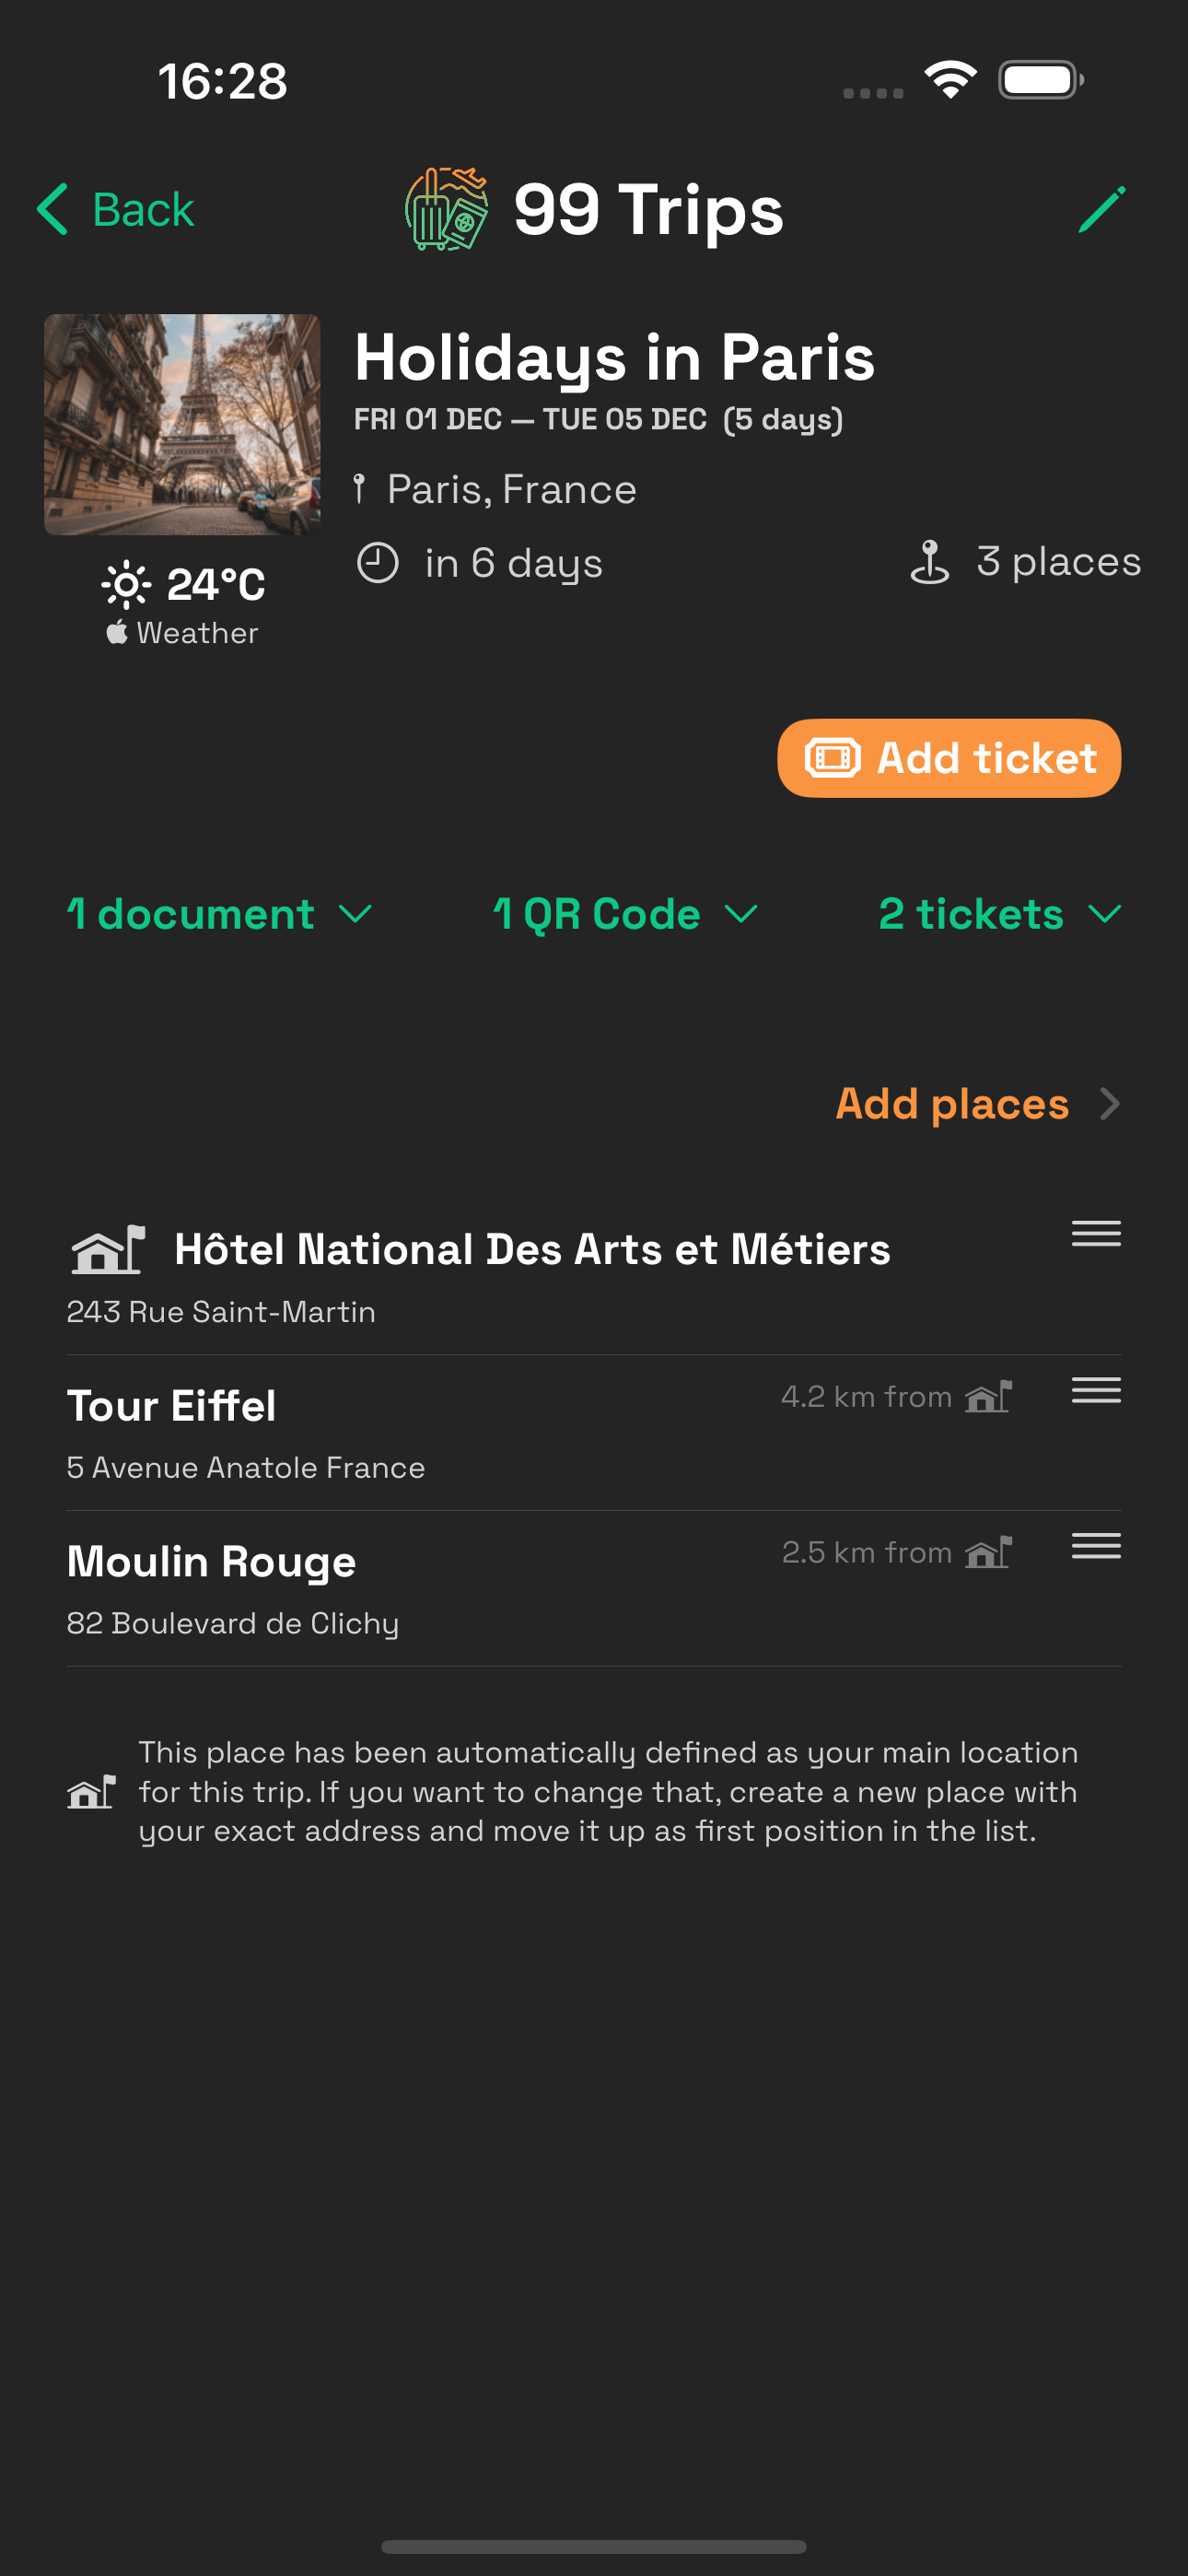 16:28
Back
99 Trips
Holidays in Paris
FRI 01 DEC — TUE 05 DEC (5 days)
Paris, France
in 6 days
3 places
24°C
Weather
Add ticket
1 document
1 QR Code
2 tickets
Add places
Hôtel National Des Arts et Métiers
243 Rue Saint-Martin
Tour Eiffel
4.2 km from
5 Avenue Anatole France
Moulin Rouge
2.5 km from
82 Boulevard de Clichy
This place has been automatically defined as your main location
for this trip. If you want to change that, create a new place with
your exact address and move it up as first position in the list.